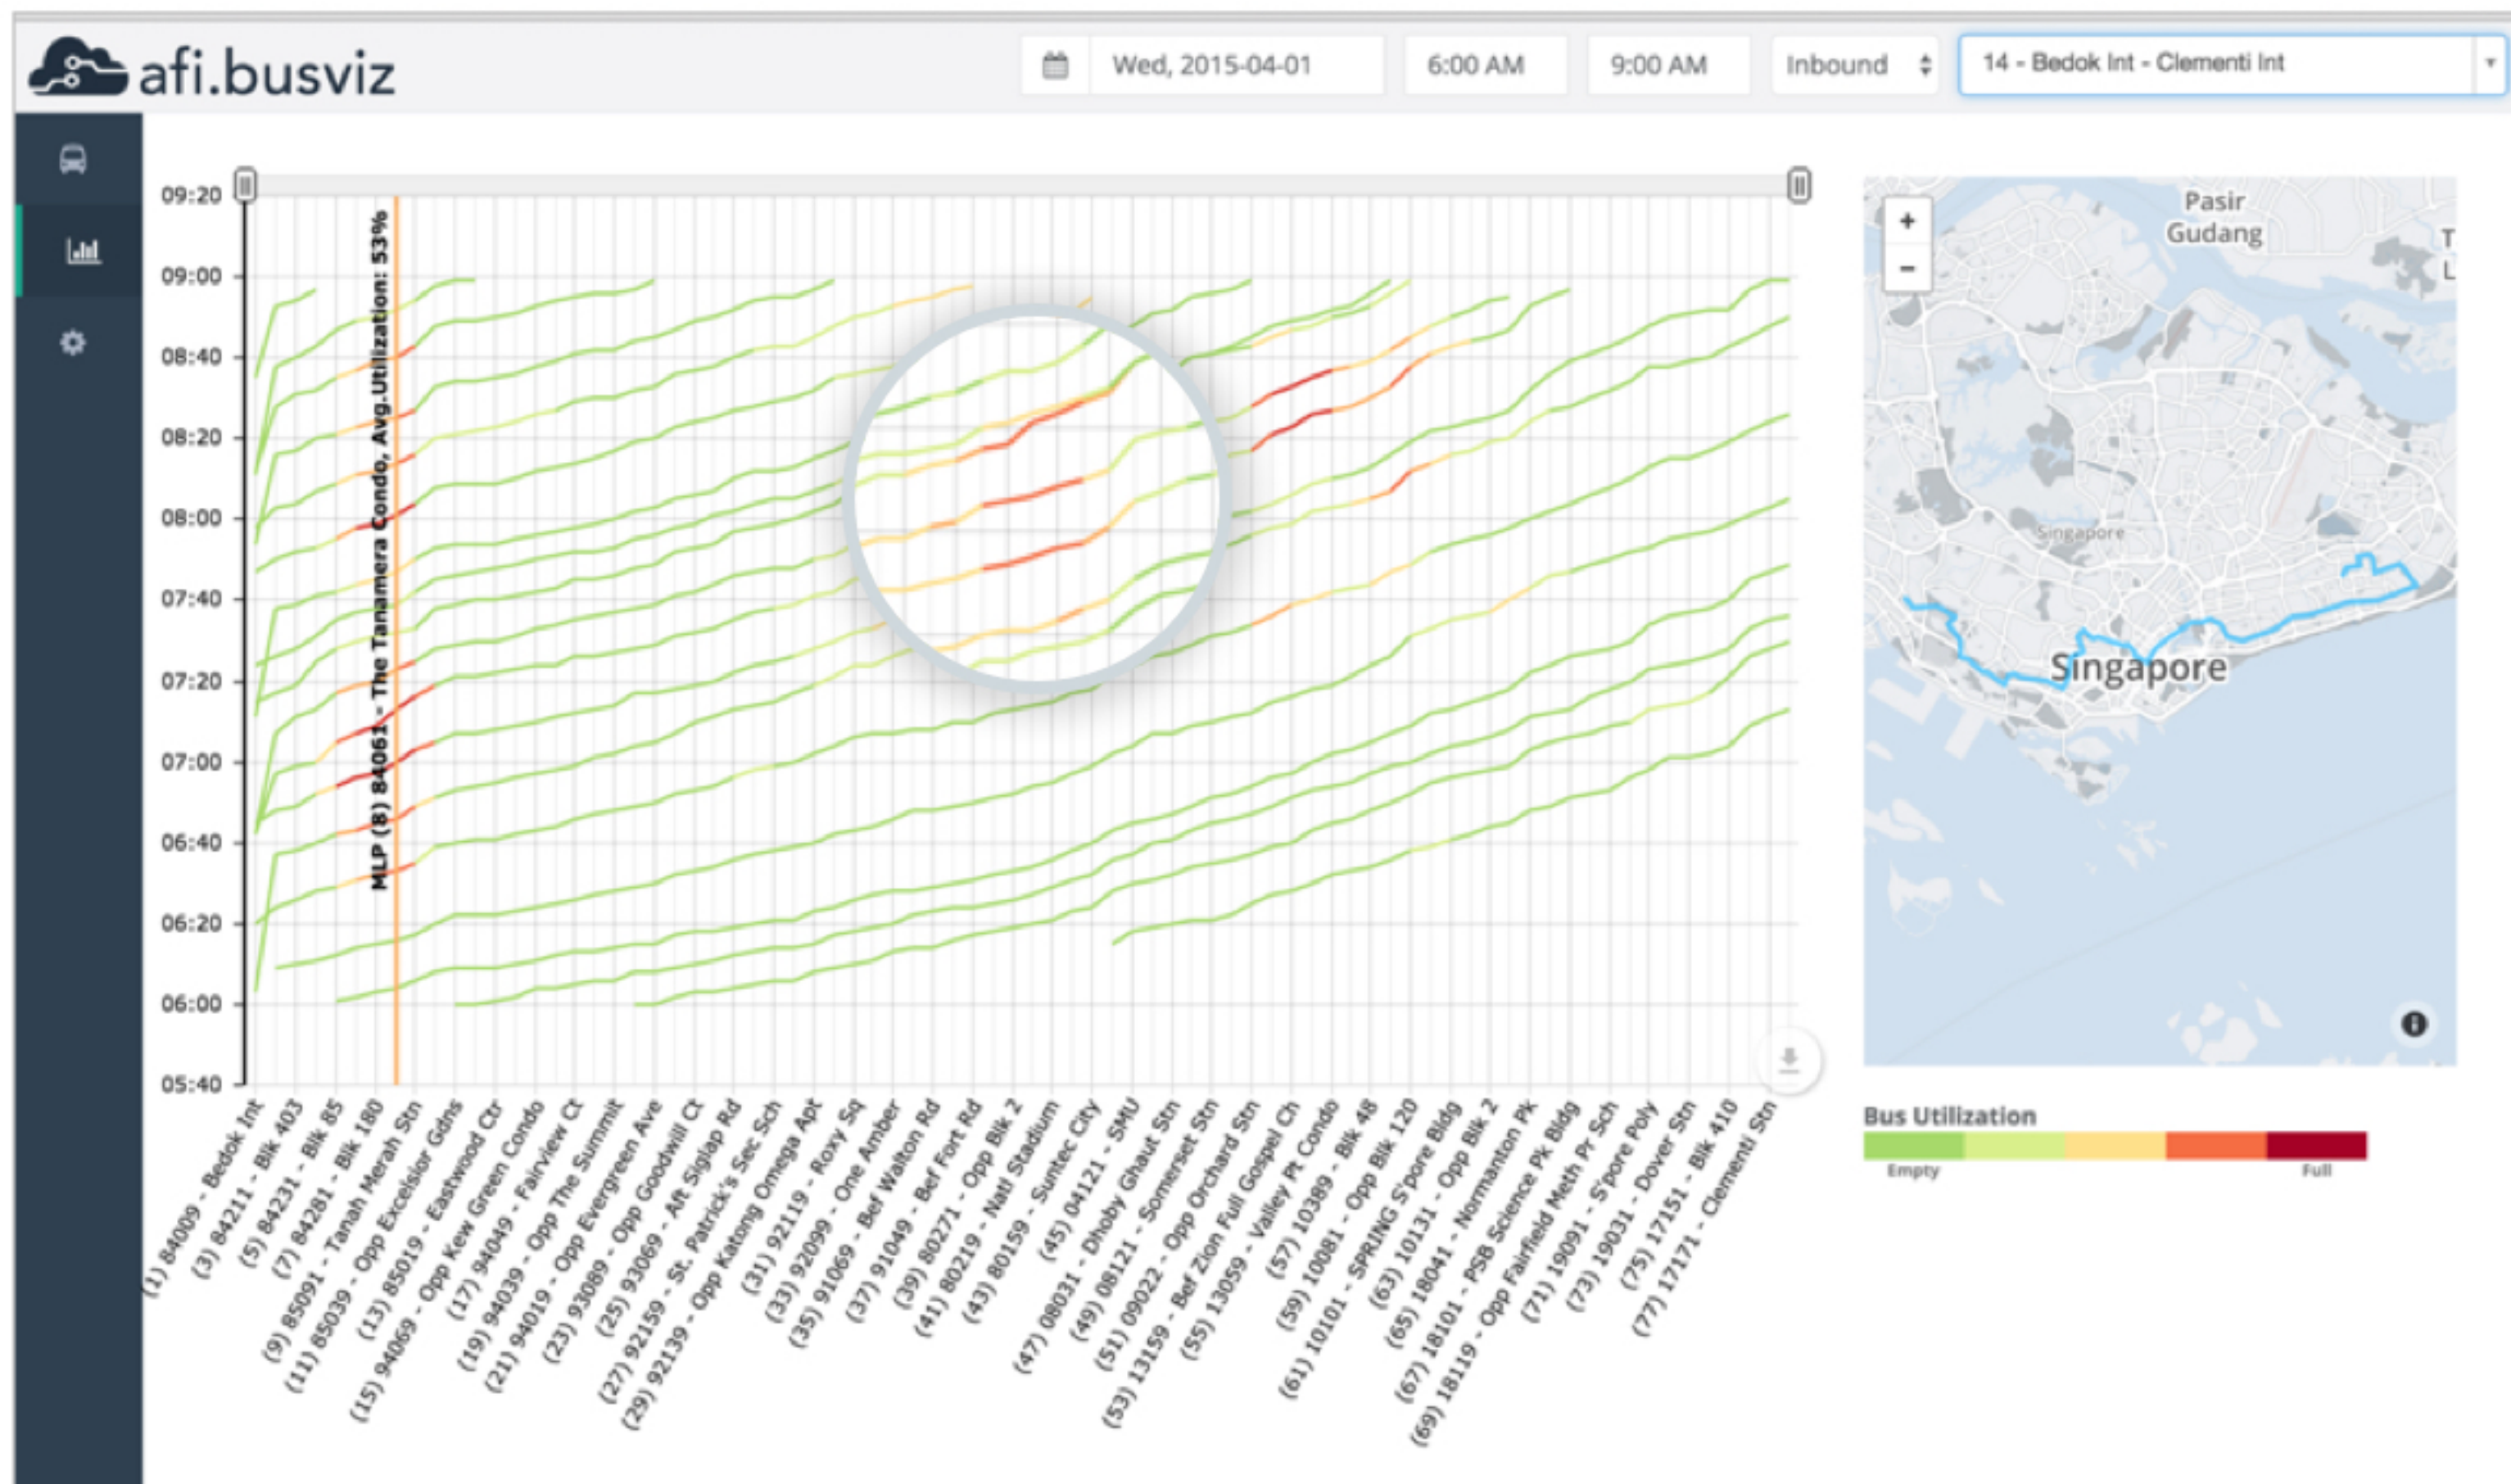 afi.busviz
Wed, 2015-04-01
6:00 AM
9:00 AM
Inbound
14 - Bedok Int - Clementi Int
09:20
09:00
08:40
08:20
08:00
07:40
07:20
07:00
06:40
06:20
06:00
05:40
MLP (8) 84061 - The Tanamera Condo, Avg.Utilization: 53%
(1) 84009 - Bedok Int
(3) 84211 - Blk 403
(5) 84231 - Blk 85
(7) 84281 - Blk 180
(9) 85091 - Tanah Merah Stn
(11) 85039 - Opp Excelsior Gdns
(13) 85019 - Eastwood Ctr
(15) 94069 - Opp Kew Green Condo
(17) 94049 - Fairview Ct
(19) 94039 - Opp The Summit
(21) 94019 - Opp Evergreen Ave
(23) 93089 - Opp Goodwill Ct
(25) 93069 - Aft Siglap Rd
(27) 92159 - St. Patrick's Sec Sch
(29) 92139 - Opp Katong Omega Apt
(31) 92119 - Roxy Sq
(33) 92099 - One Amber
(35) 91069 - Bef Walton Rd
(37) 91049 - Bef Fort Rd
(39) 80271 - Opp Blk 2
(41) 80219 - Natl Stadium
(43) 80159 - Suntec City
(45) 04121 - SMU
(47) 08031 - Dhoby Ghaut Stn
(49) 08121 - Somerset Stn
(51) 09022 - Opp Orchard Stn
(53) 13159 - Bef Zion Full Gospel Ch
(55) 13059 - Valley Pt Condo
(57) 10389 - Blk 48
(59) 10081 - Opp Blk 120
(61) 10101 - SPRING S'pore Bldg
(63) 10131 - Opp Blk 2
(65) 18041 - Normanton Pk
(67) 18101 - PSB Science Pk Bldg
(69) 18119 - Opp Fairfield Meth Pr Sch
(71) 19091 - S'pore Poly
(73) 19031 - Dover Stn
(75) 17151 - Blk 410
(77) 17171 - Clementi Stn
+
−
Pasir
Gudang
T
L
Singapore
Singapore
Bus Utilization
Empty
Full